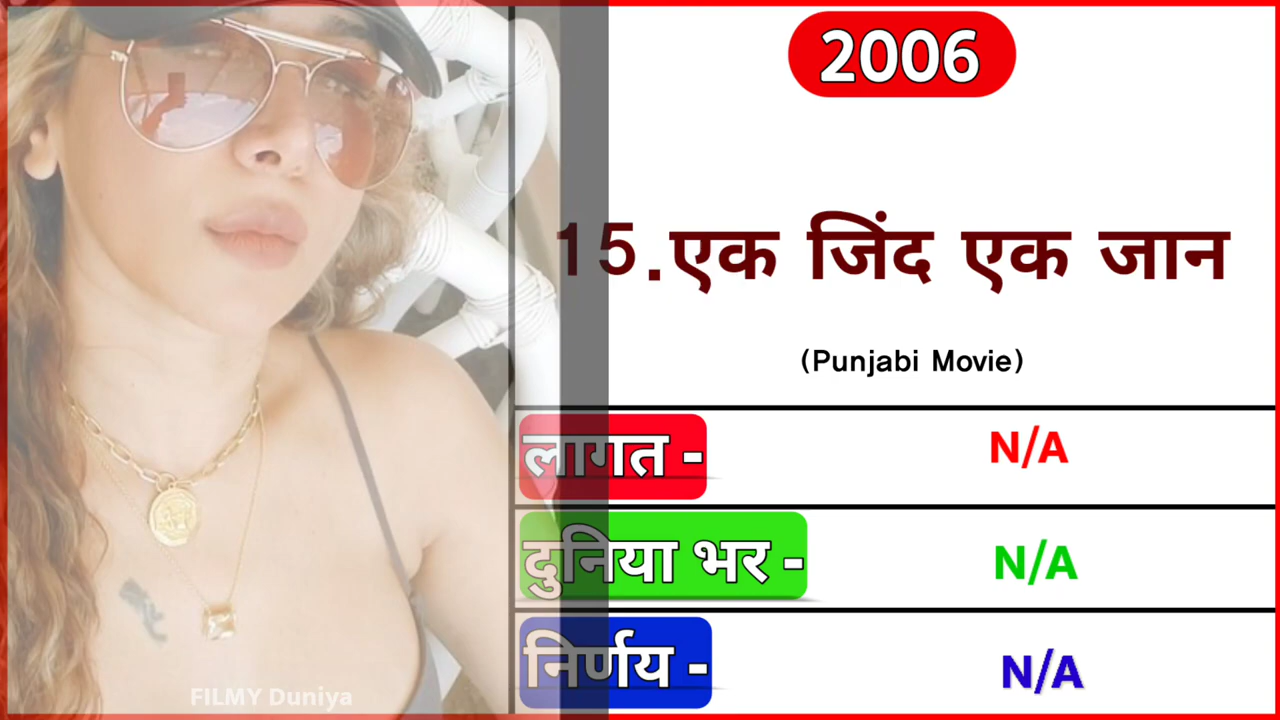 2006
15.एक जिंद एक जान
(Punjabi Movie)
लागत - N/A
दुनिया भर - N/A
निर्णय - N/A
FILMY Duniya